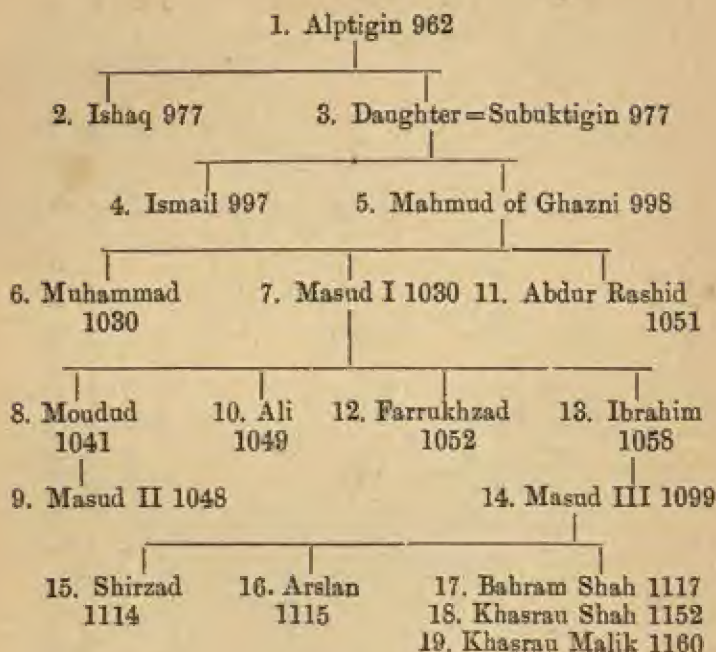 1. Alptigin 962
2. Ishaq 977 3. Daughter=Subuktigin 977
4. Ismail 997 5. Mahmud of Ghazni 998
6. Muhammad 7. Masud I 1030 11. Abdur Rashid
1030 1051
8. Moudud 10. Ali 12. Farrukhzad 13. Ibrahim
1041 1049 1052 1058
9. Masud II 1048 14. Masud III 1099
15. Shirzad 16. Arslan 17. Bahram Shah 1117
1114 1115 18. Khasrau Shah 1152
19. Khasrau Malik 1160